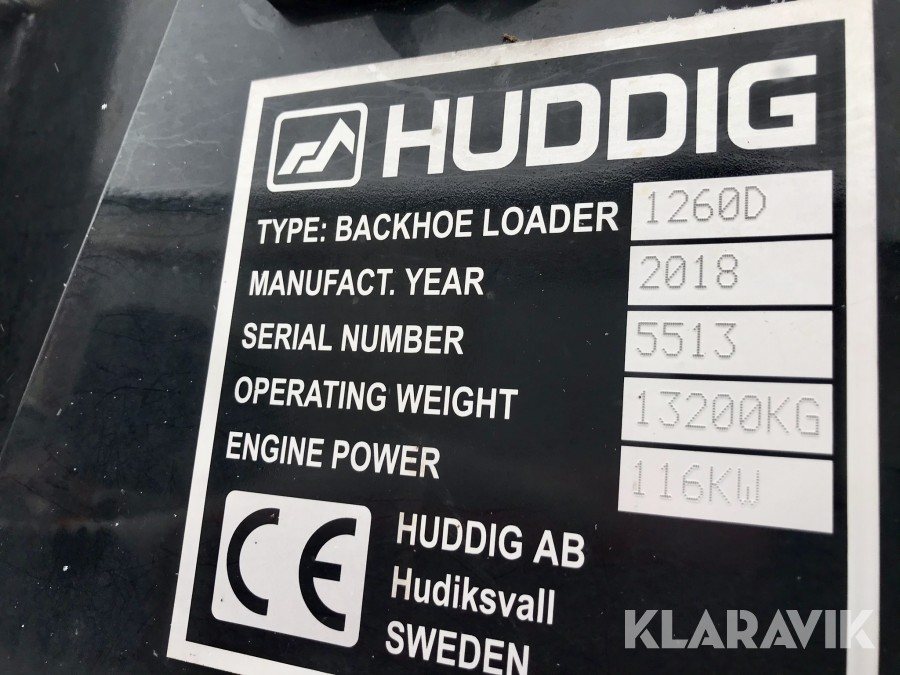 HUDDIG
TYPE: BACKHOE LOADER 1260D
MANUFACT. YEAR 2018
SERIAL NUMBER 5513
OPERATING WEIGHT 13200KG
ENGINE POWER 116KW
CE HUDDIG AB
Hudiksvall
SWEDEN
KLARAVIK